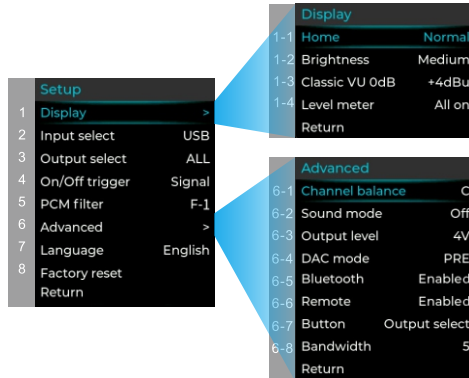 Setup
1 Display >
2 Input select USB
3 Output select ALL
4 On/Off trigger Signal
5 PCM filter F-1
6 Advanced >
7 Language English
8 Factory reset
Return
Display
1-1 Home Normal
1-2 Brightness Medium
1-3 Classic VU 0dB +4dBu
1-4 Level meter All on
Return
Advanced
6-1 Channel balance C
6-2 Sound mode Off
6-3 Output level 4V
6-4 DAC mode PRE
6-5 Bluetooth Enabled
6-6 Remote Enabled
6-7 Button Output select
6-8 Bandwidth 5
Return